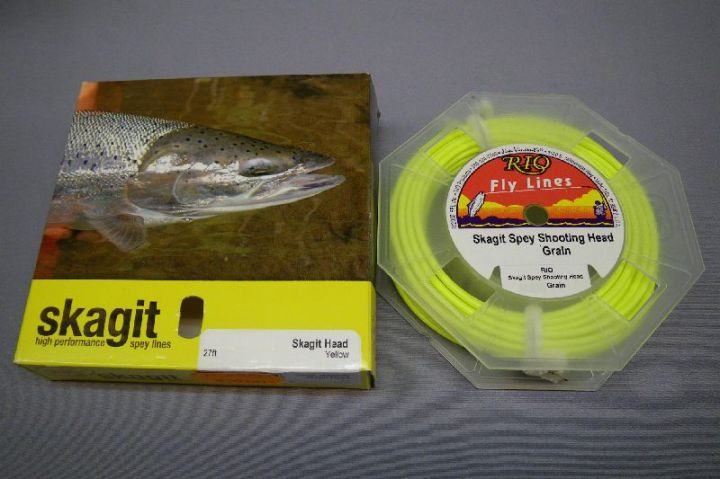 skagit
high performance spey lines
Skagit Head
27ft Yellow
skagit
RIO
Fly Lines
Skagit Spey Shooting Head
Grain
RIO
Skagit Spey Shooting Head
Grain